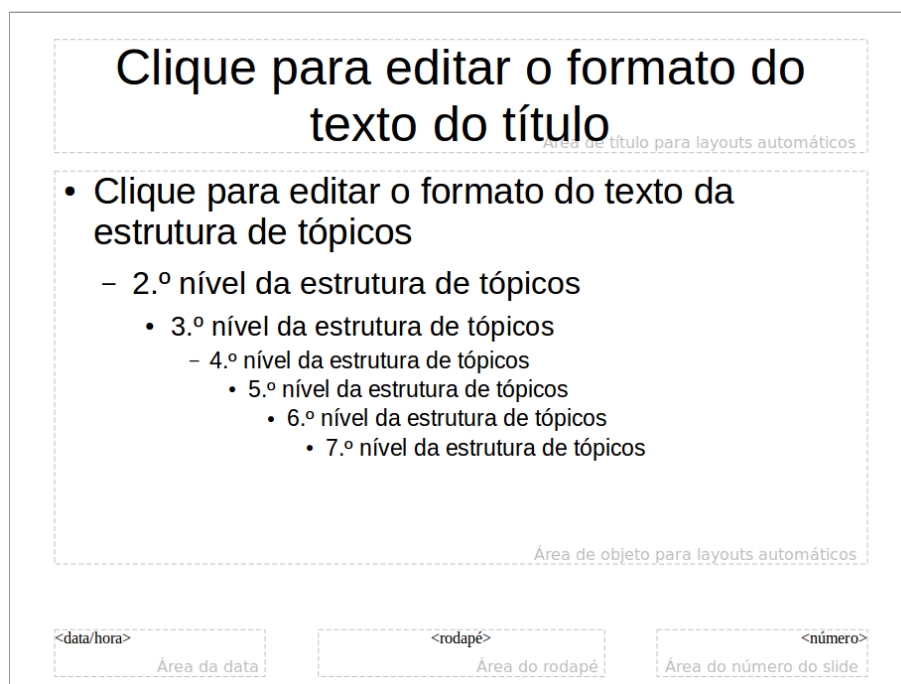 Clique para editar o formato do
texto do título
Área de título para layouts automáticos
• Clique para editar o formato do texto da
estrutura de tópicos
– 2.º nível da estrutura de tópicos
• 3.º nível da estrutura de tópicos
– 4.º nível da estrutura de tópicos
• 5.º nível da estrutura de tópicos
• 6.º nível da estrutura de tópicos
• 7.º nível da estrutura de tópicos
Área de objeto para layouts automáticos
<data/hora>
Área da data
<rodapé>
Área do rodapé
<número>
Área do número do slide